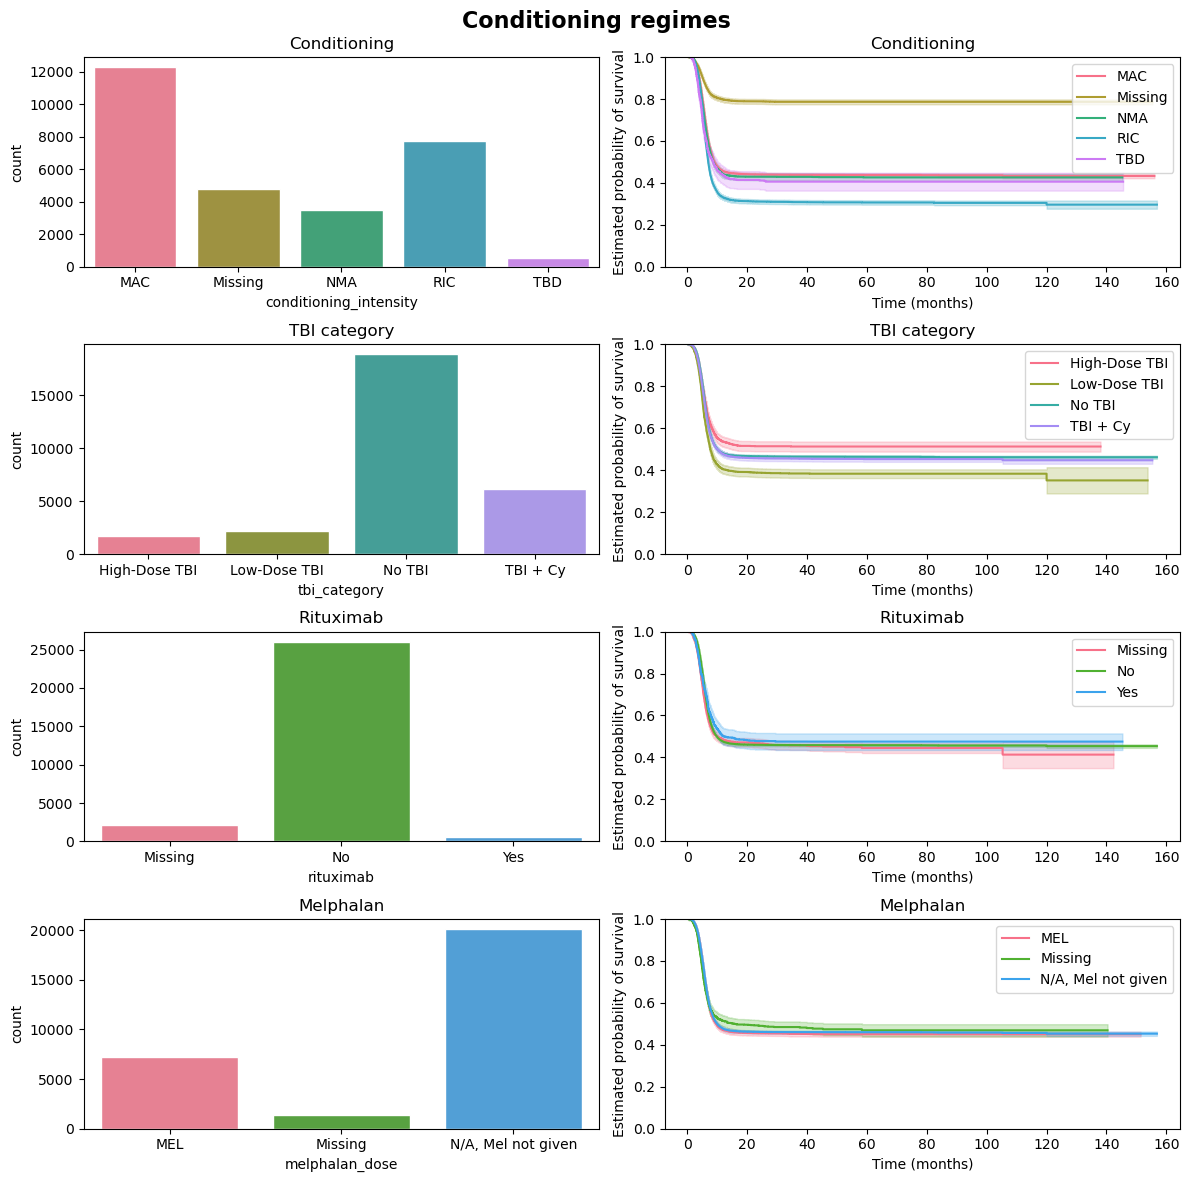 Conditioning regimes
Conditioning
count
12000
10000
8000
6000
4000
2000
0
MAC Missing NMA RIC TBD
conditioning_intensity
Conditioning
Estimated probability of survival
1.0
0.8
0.6
0.4
0.2
0.0
MAC
Missing
NMA
RIC
TBD
0 20 40 60 80 100 120 140 160
Time (months)
TBI category
count
15000
10000
5000
0
High-Dose TBI Low-Dose TBI No TBI TBI + Cy
tbi_category
TBI category
Estimated probability of survival
1.0
0.8
0.6
0.4
0.2
0.0
High-Dose TBI
Low-Dose TBI
No TBI
TBI + Cy
0 20 40 60 80 100 120 140 160
Time (months)
Rituximab
count
25000
20000
15000
10000
5000
0
Missing No Yes
rituximab
Rituximab
Estimated probability of survival
1.0
0.8
0.6
0.4
0.2
0.0
Missing
No
Yes
0 20 40 60 80 100 120 140 160
Time (months)
Melphalan
count
20000
15000
10000
5000
0
MEL Missing N/A, Mel not given
melphalan_dose
Melphalan
Estimated probability of survival
1.0
0.8
0.6
0.4
0.2
0.0
MEL
Missing
N/A, Mel not given
0 20 40 60 80 100 120 140 160
Time (months)